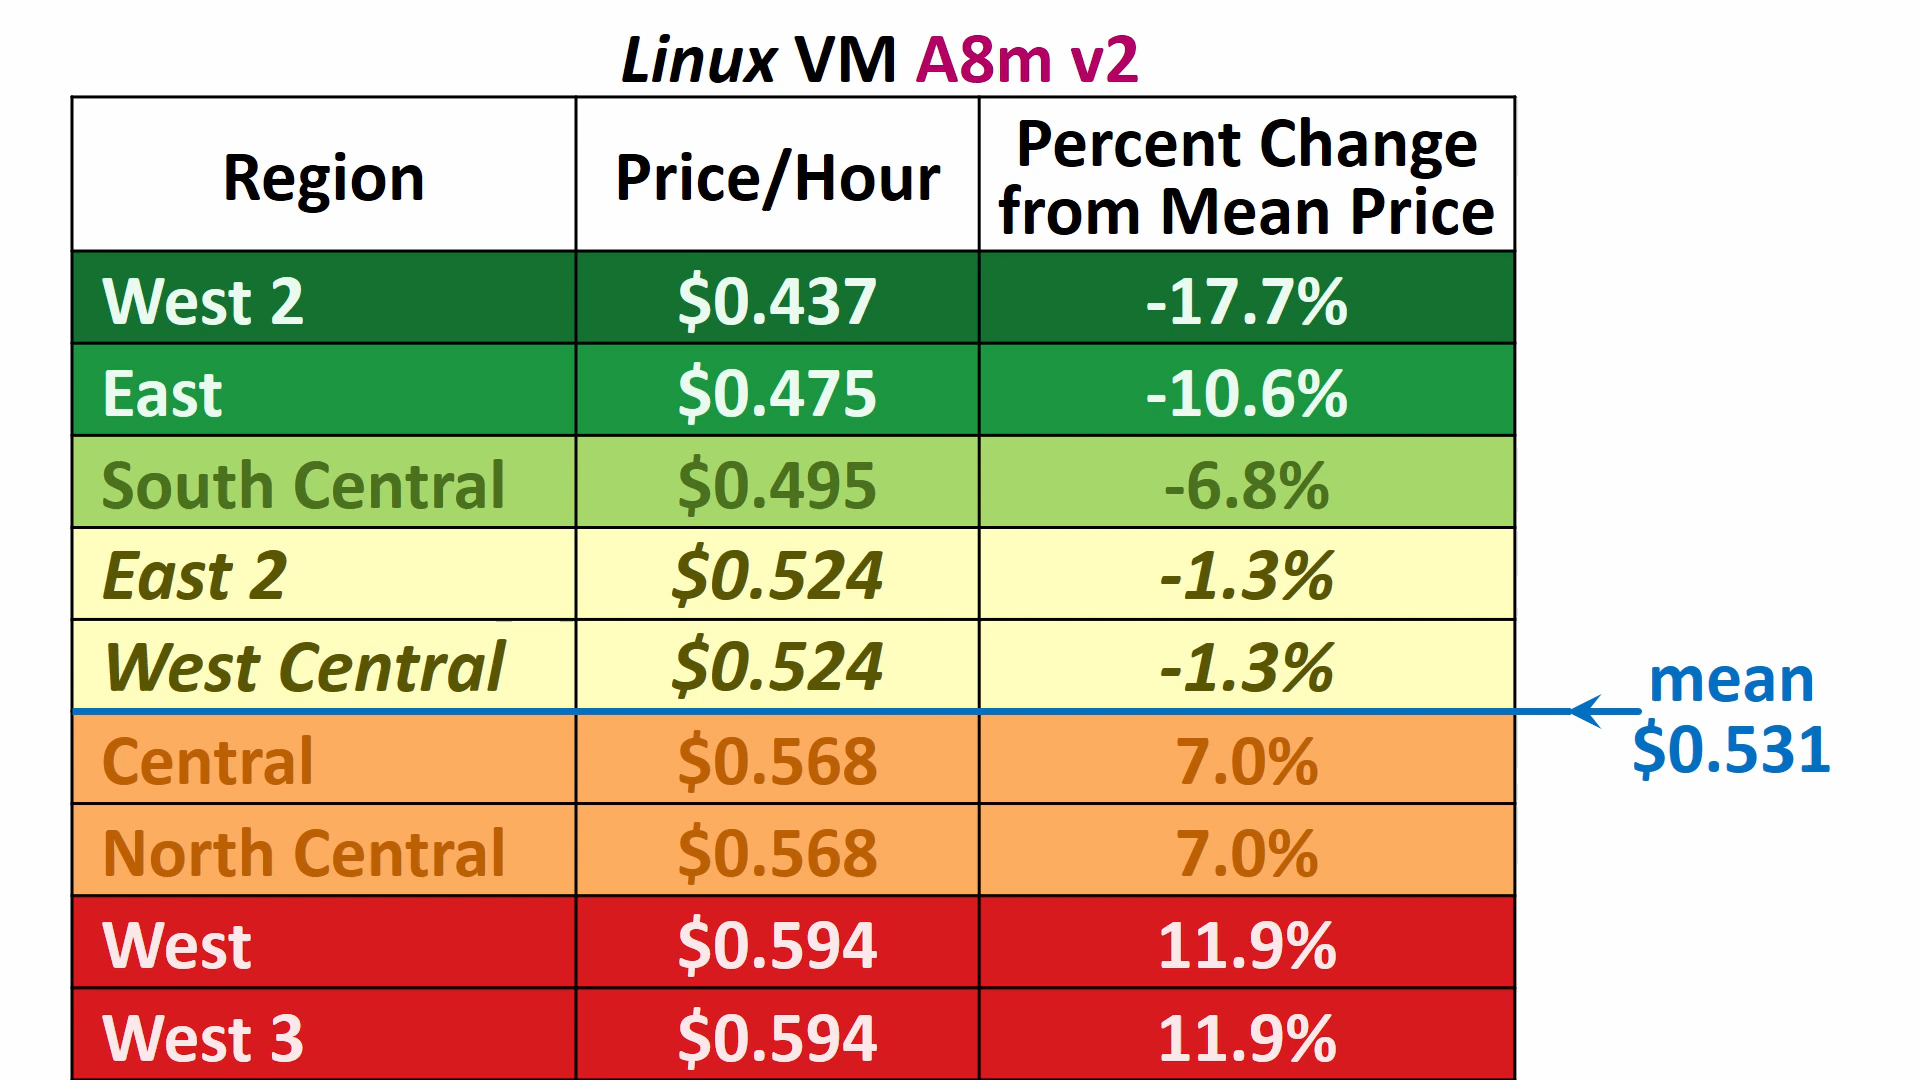 Linux VM A8m v2
Region Price/Hour Percent Change
from Mean Price
West 2 $0.437 -17.7%
East $0.475 -10.6%
South Central $0.495 -6.8%
East 2 $0.524 -1.3%
West Central $0.524 -1.3%
mean
$0.531
Central $0.568 7.0%
North Central $0.568 7.0%
West $0.594 11.9%
West 3 $0.594 11.9%